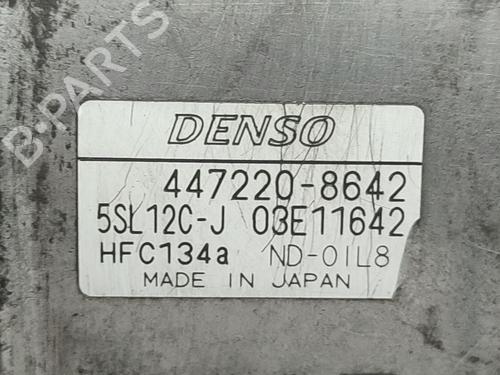 B-PARTS
DENSO
447220-8642
5SL12C-J 03E11642
HFC134a ND-OIL8
MADE IN JAPAN